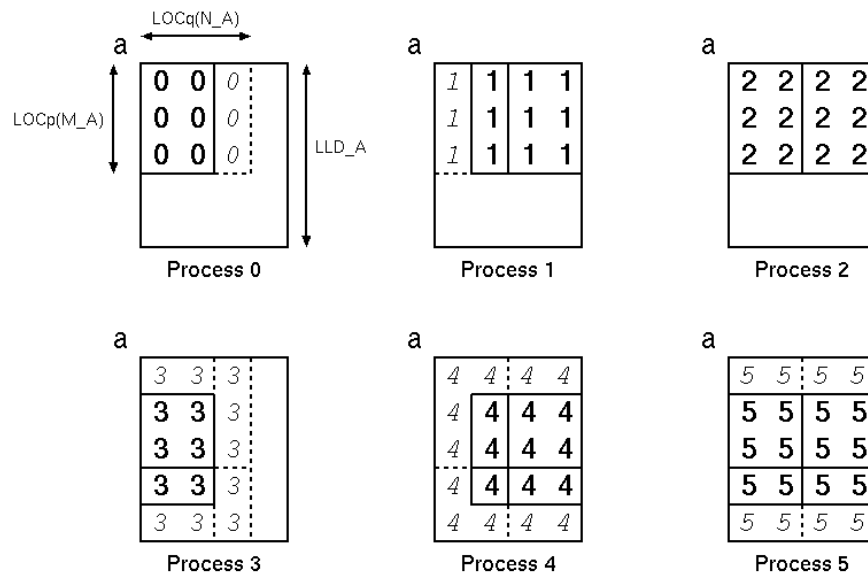 LOCq(N_A)
a a a
LOCp(M_A)
LLD_A
0 0 0 1 1 1 1 2 2 2 2
0 0 0 1 1 1 1 2 2 2 2
0 0 0 1 1 1 1 2 2 2 2
Process 0 Process 1 Process 2
a a a
3 3 3 4 4 4 4 5 5 5 5
3 3 3 4 4 4 4 5 5 5 5
3 3 3 4 4 4 4 5 5 5 5
3 3 3 4 4 4 4 5 5 5 5
3 3 3 4 4 4 4 5 5 5 5
Process 3 Process 4 Process 5